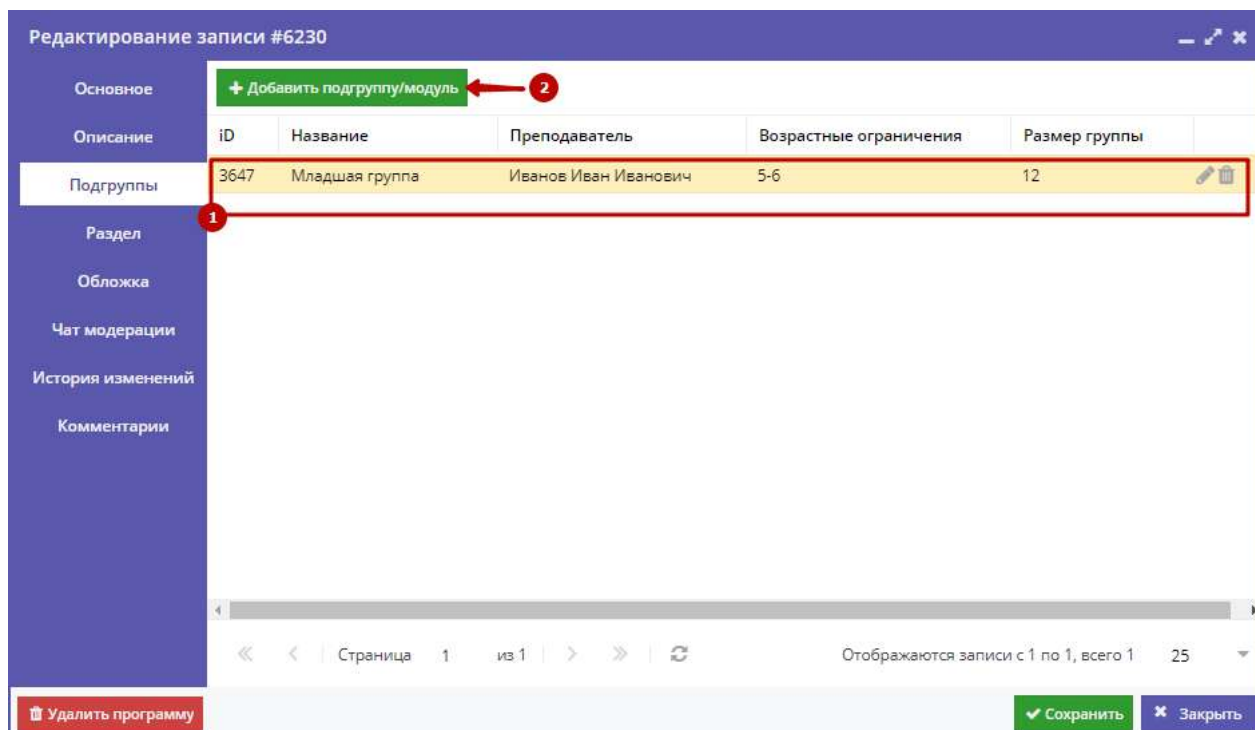 Редактирование записи #6230
Основное
Описание
Подгруппы
Раздел
Обложка
Чат модерации
История изменений
Комментарии
Добавить подгруппу/модуль 2
iD Название Преподаватель Возрастные ограничения Размер группы
3647 Младшая группа Иванов Иван Иванович 5-6 12
1
Страница 1 из 1 Отображаются записи с 1 по 1, всего 1 25
Удалить программу Сохранить Закрыть